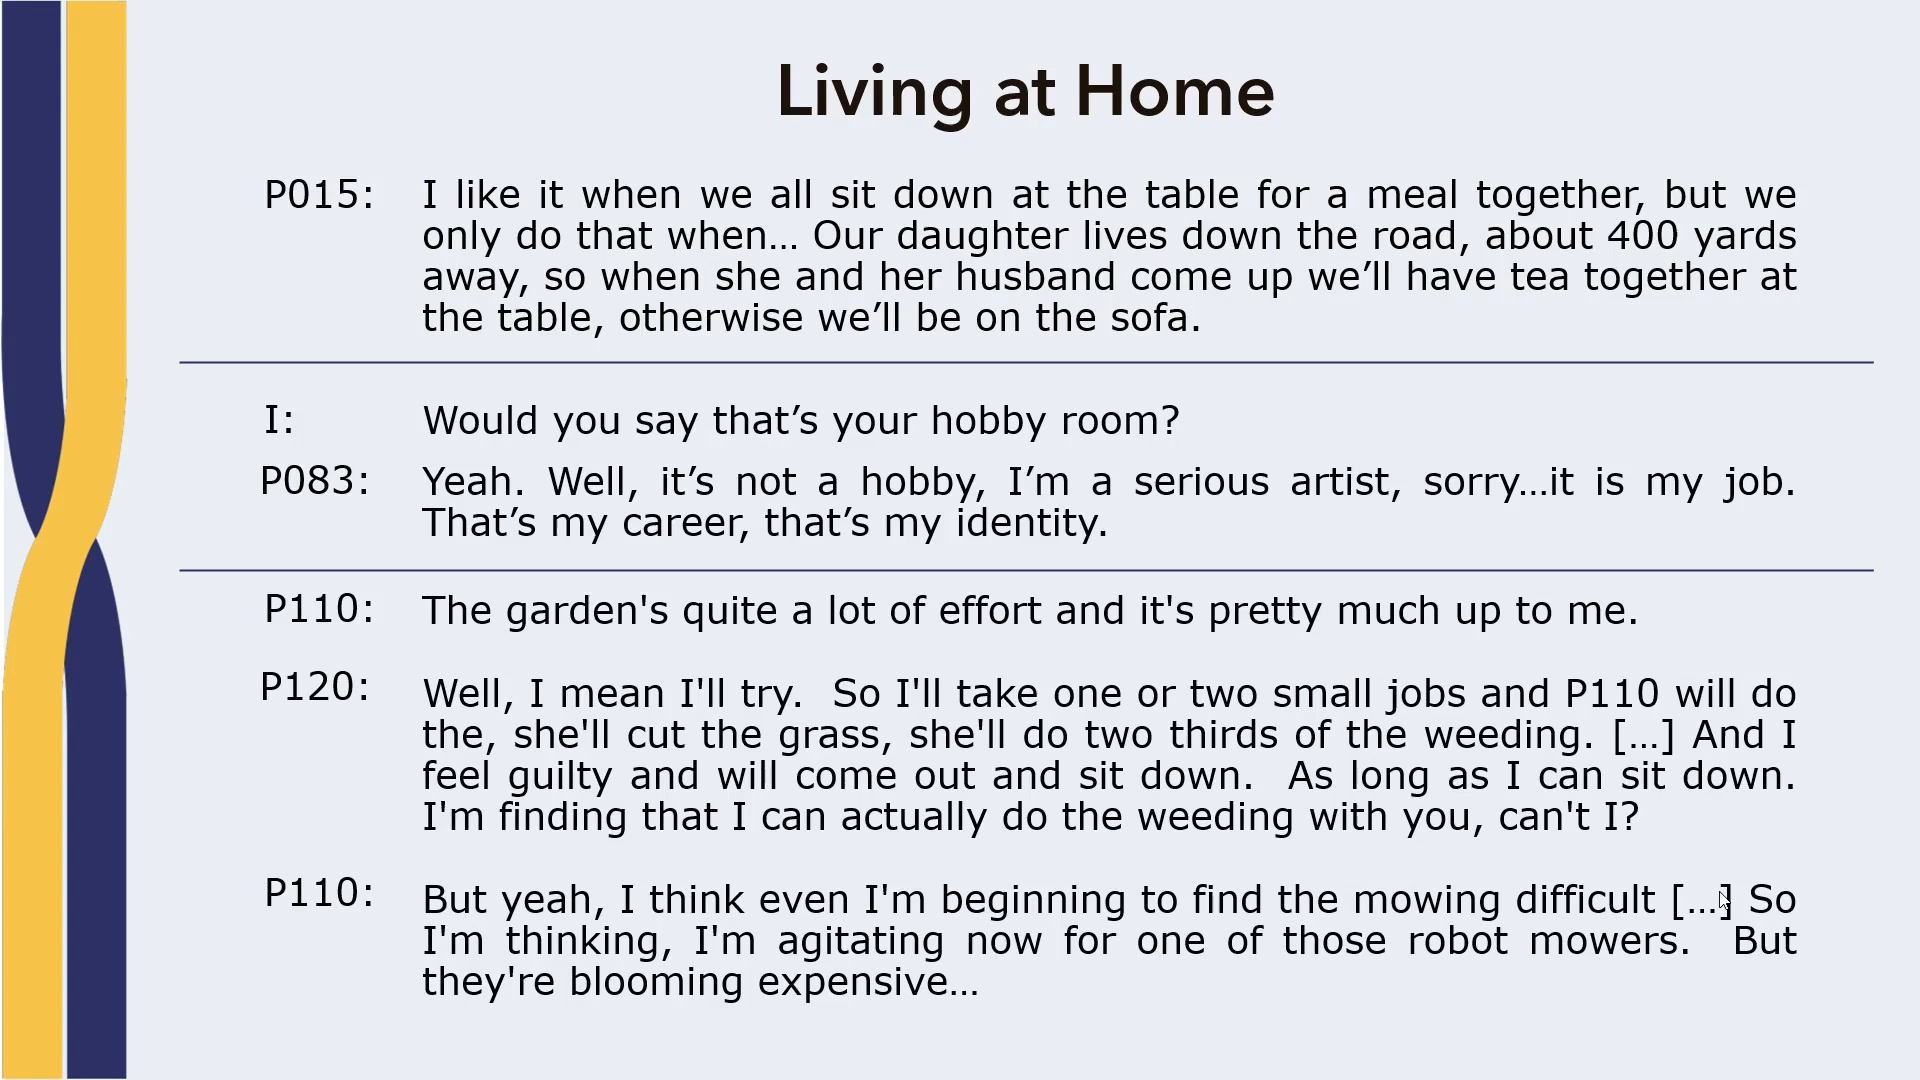 Living at Home
P015: I like it when we all sit down at the table for a meal together, but we
only do that when… Our daughter lives down the road, about 400 yards
away, so when she and her husband come up we’ll have tea together at
the table, otherwise we’ll be on the sofa.
I: Would you say that’s your hobby room?
P083: Yeah. Well, it’s not a hobby, I’m a serious artist, sorry…it is my job.
That’s my career, that’s my identity.
P110: The garden's quite a lot of effort and it's pretty much up to me.
P120: Well, I mean I'll try.  So I'll take one or two small jobs and P110 will do
the, she'll cut the grass, she'll do two thirds of the weeding. […] And I
feel guilty and will come out and sit down.  As long as I can sit down.
I'm finding that I can actually do the weeding with you, can't I?
P110: But yeah, I think even I'm beginning to find the mowing difficult […] So
I'm thinking, I'm agitating now for one of those robot mowers.  But
they're blooming expensive…